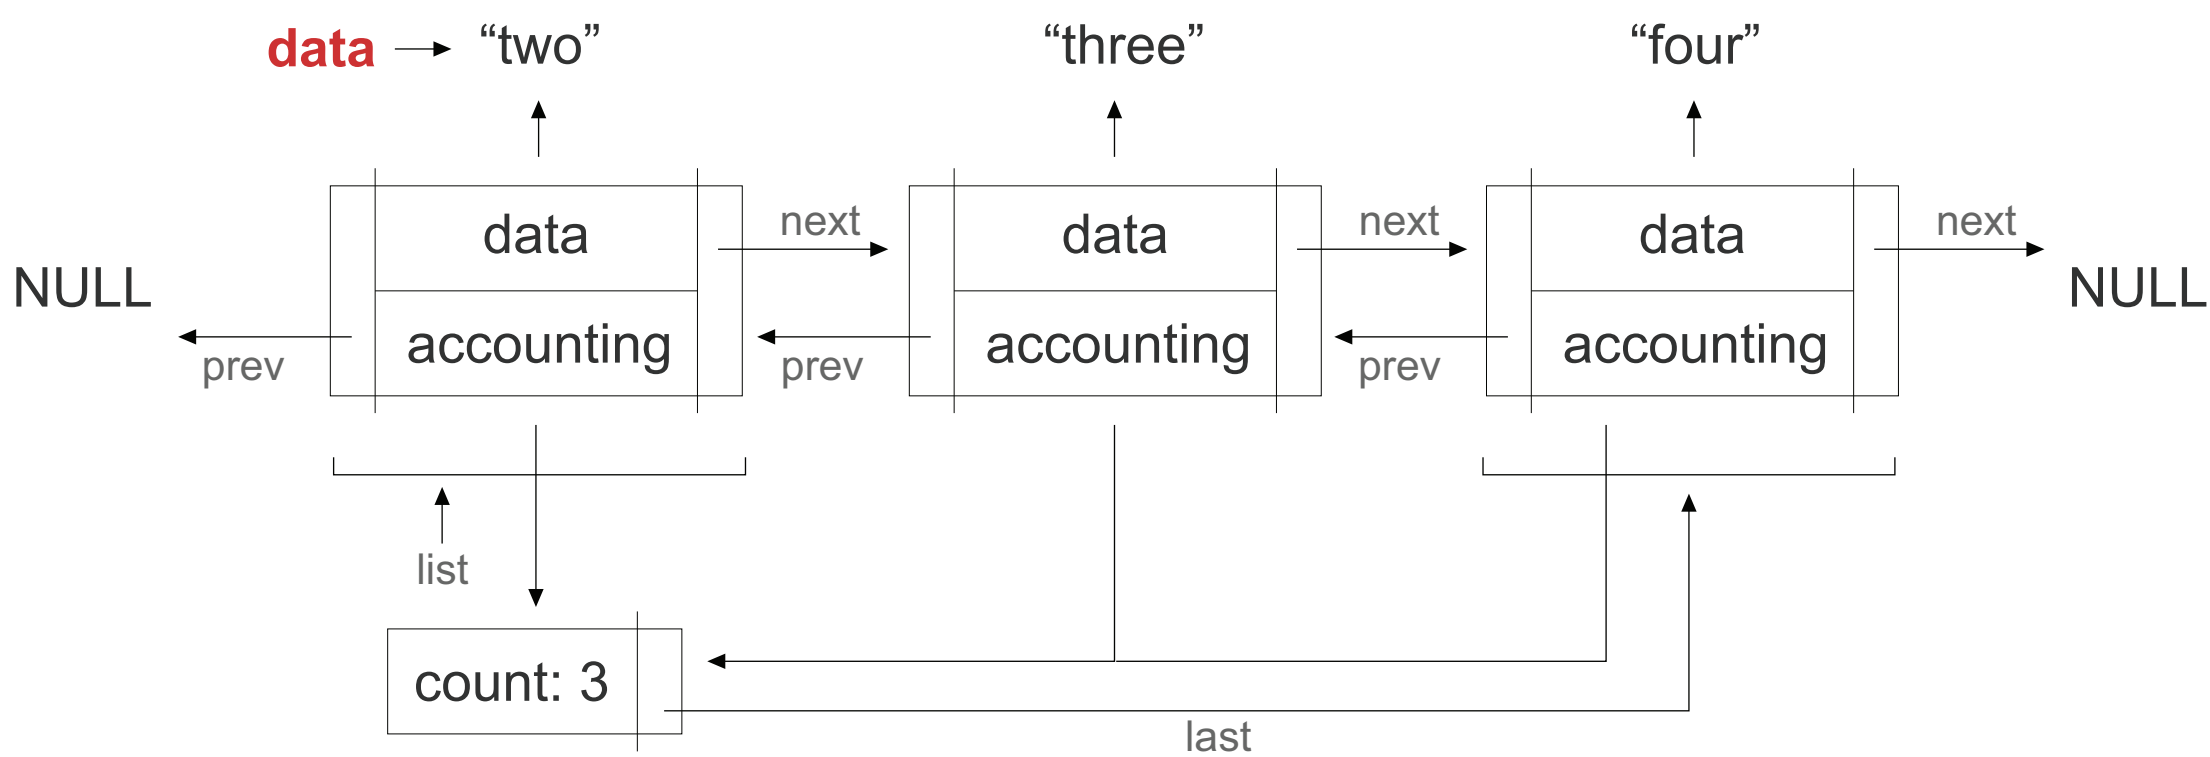 data “two” “three” “four”
data next data next data next
NULL NULL
accounting accounting accounting
prev prev prev
list
count: 3
last